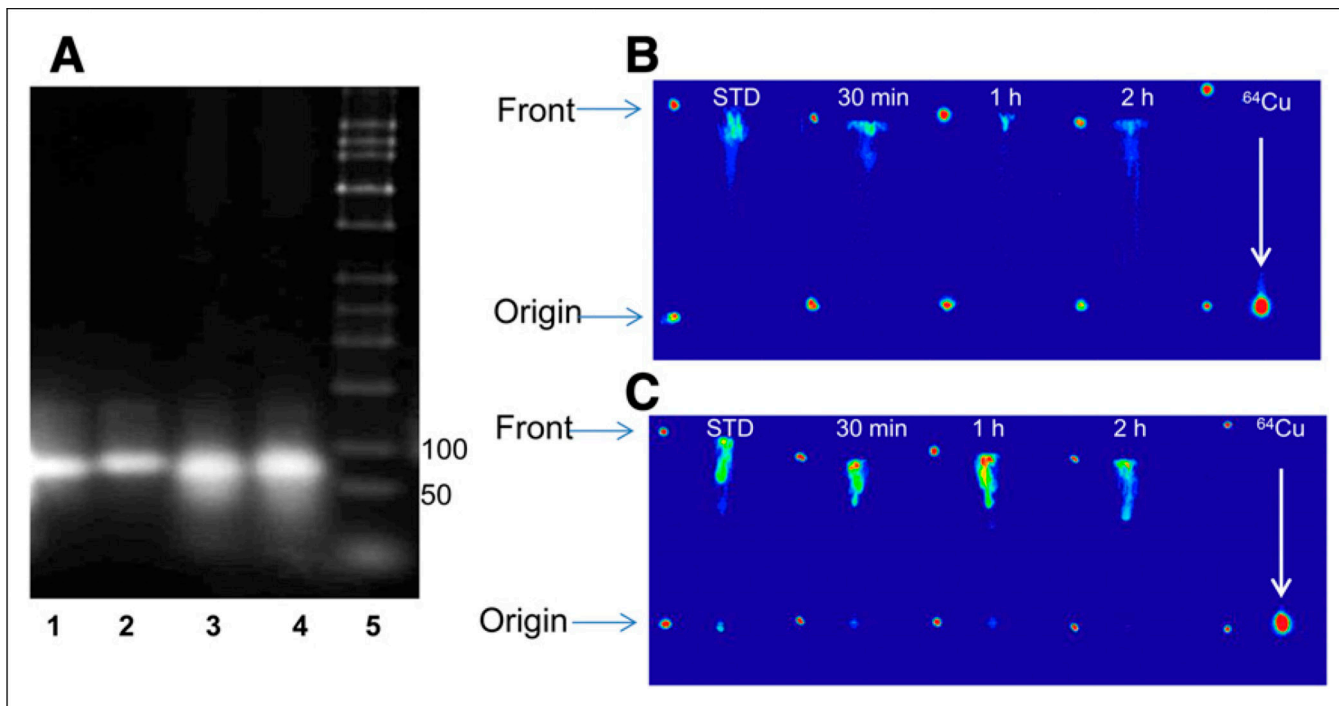 A
100
50
1 2 3 4 5
B
Front
STD 30 min 1 h 2 h ⁶⁴Cu
Origin
C
Front
STD 30 min 1 h 2 h ⁶⁴Cu
Origin